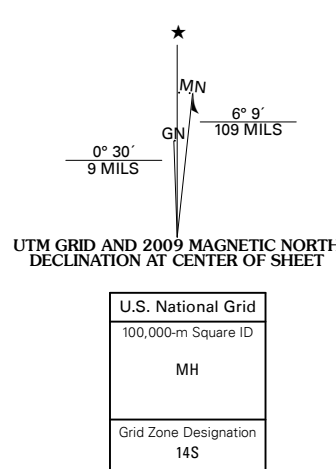 ★
MN
GN
6° 9´
109 MILS
0° 30´
9 MILS
UTM GRID AND 2009 MAGNETIC NORTH
DECLINATION AT CENTER OF SHEET
U.S. National Grid
100,000-m Square ID
MH
Grid Zone Designation
14S